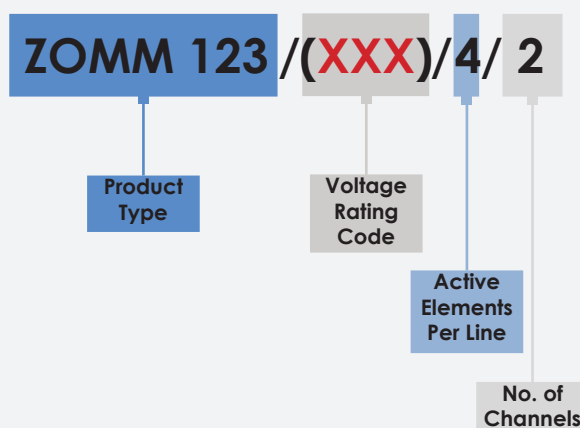 ZOMM 123/(XXX)/4/2
Product
Type
Voltage
Rating
Code
Active
Elements
Per Line
No. of
Channels